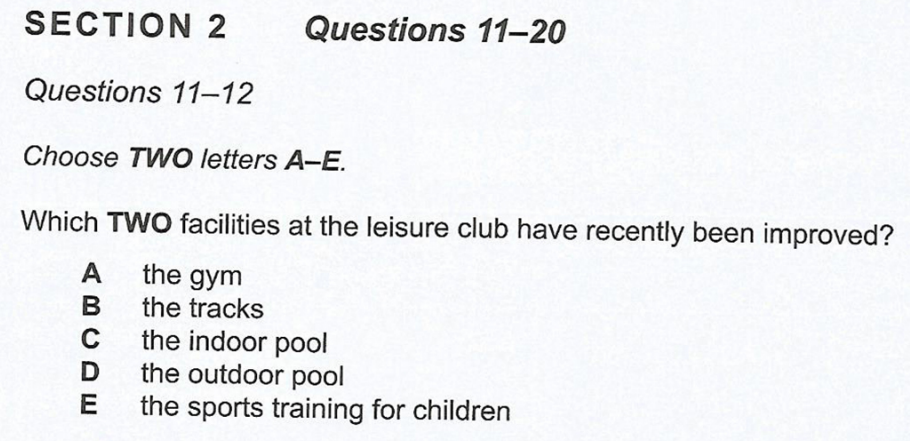 SECTION 2 Questions 11–20
Questions 11–12
Choose TWO letters A–E.
Which TWO facilities at the leisure club have recently been improved?
A the gym
B the tracks
C the indoor pool
D the outdoor pool
E the sports training for children